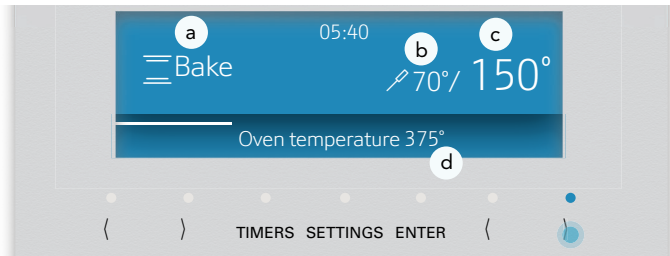 a
05:40
b
c
Bake
70°/ 150°
Oven temperature 375°
d
⟨ ⟩ TIMERS SETTINGS ENTER ⟨ ⟩